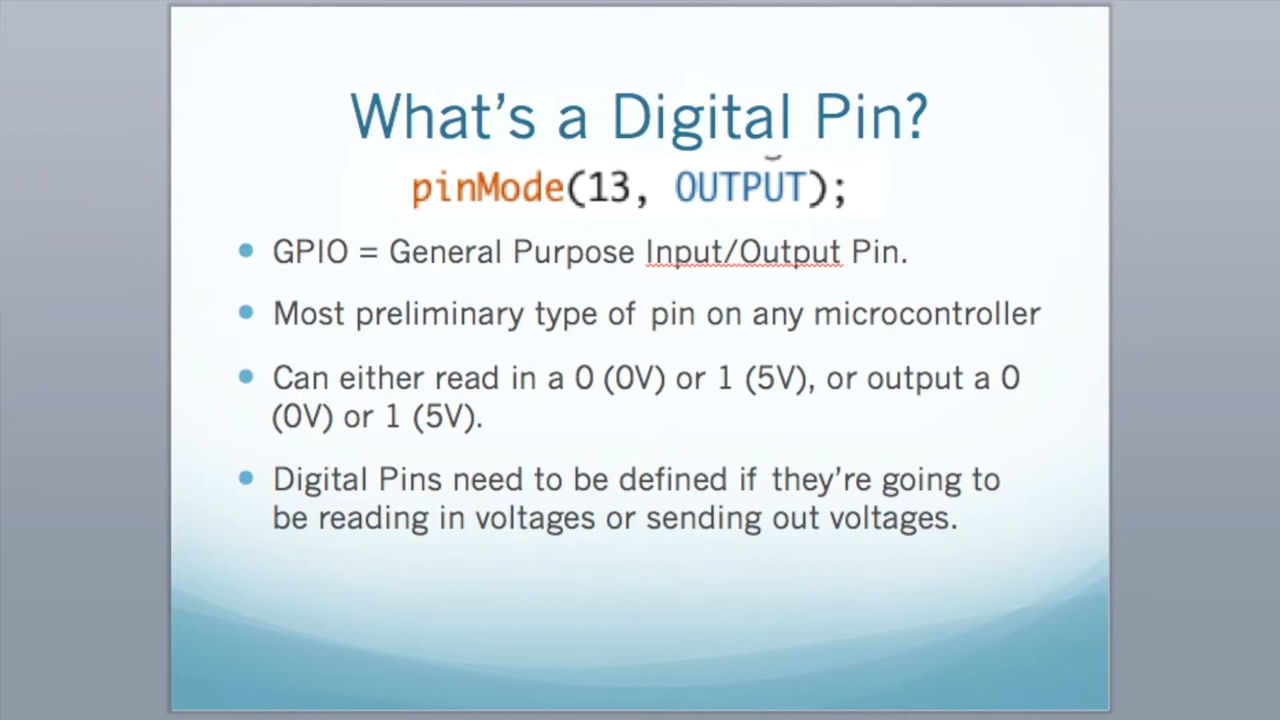 What's a Digital Pin?
pinMode(13, OUTPUT);
GPIO = General Purpose Input/Output Pin.
Most preliminary type of pin on any microcontroller
Can either read in a 0 (0V) or 1 (5V), or output a 0
(0V) or 1 (5V).
Digital Pins need to be defined if they're going to
be reading in voltages or sending out voltages.